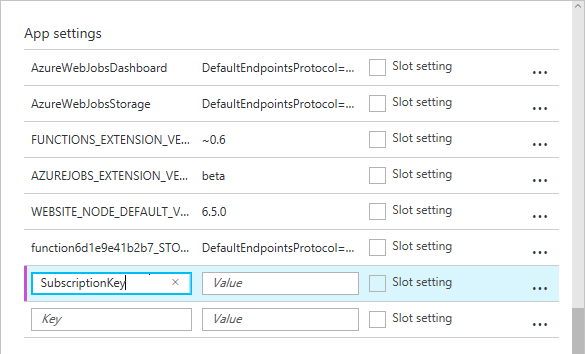 App settings
AzureWebJobsDashboard DefaultEndpointsProtocol=... Slot setting ...
AzureWebJobsStorage DefaultEndpointsProtocol=... Slot setting ...
FUNCTIONS_EXTENSION_VE... ~0.6 Slot setting ...
AZUREJOBS_EXTENSION_VE... beta Slot setting ...
WEBSITE_NODE_DEFAULT_V... 6.5.0 Slot setting ...
function6d1e9e41b2b7_STO... DefaultEndpointsProtocol=... Slot setting ...
SubscriptionKey × Value Slot setting ...
Key Value Slot setting ...